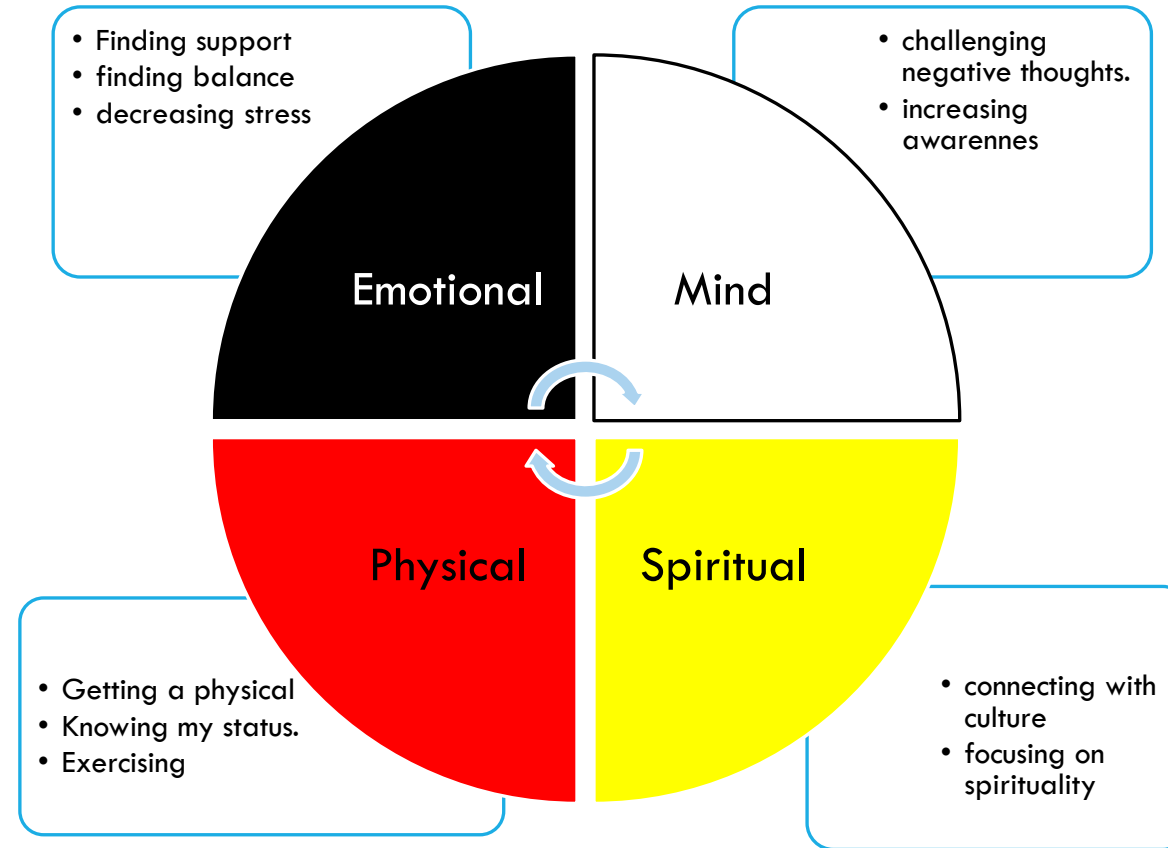 • Finding support
• finding balance
• decreasing stress
• challenging
negative thoughts.
• increasing
awarennes
Emotional
Mind
Physical
Spiritual
• Getting a physical
• Knowing my status.
• Exercising
• connecting with
culture
• focusing on
spirituality